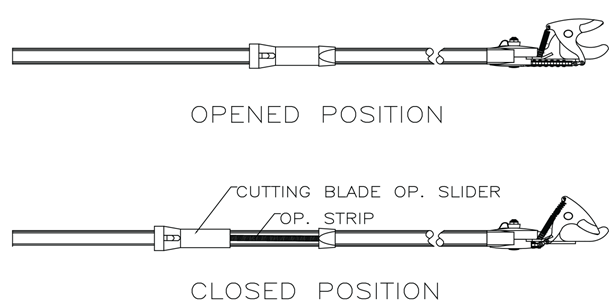 OPENED POSITION
CUTTING BLADE OP. SLIDER
OP. STRIP
CLOSED POSITION